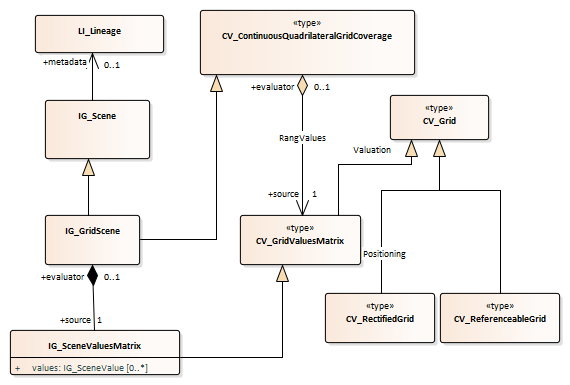 LI_Lineage
«type»
CV_ContinuousQuadrilateralGridCoverage
+metadata
0..1
+evaluator
0..1
IG_Scene
«type»
CV_Grid
RangValues
Valuation
+source
1
IG_GridScene
«type»
CV_GridValuesMatrix
Positioning
+evaluator
0..1
«type»
CV_RectifiedGrid
«type»
CV_ReferenceableGrid
+source
1
IG_SceneValuesMatrix
+ values: IG_SceneValue [0..*]